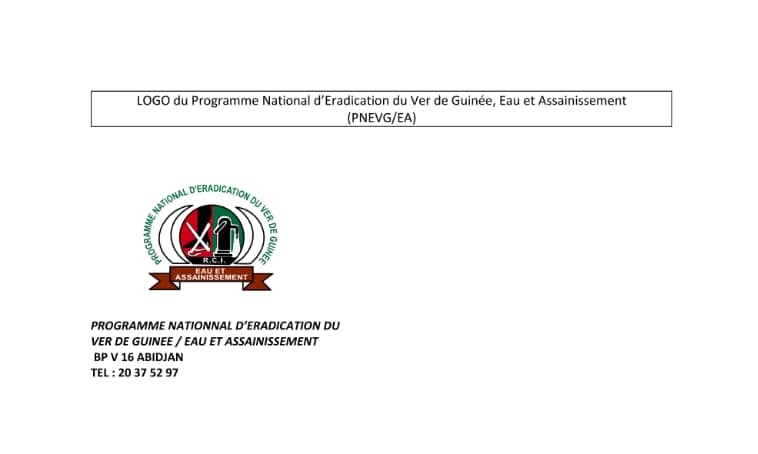 LOGO du Programme National d’Eradication du Ver de Guinée, Eau et Assainissement
(PNEVG/EA)
PROGRAMME NATIONAL D'ERADICATION DU VER DE GUINEE
R.C.I.
EAU ET
ASSAINISSEMENT
PROGRAMME NATIONNAL D’ERADICATION DU
VER DE GUINEE / EAU ET ASSAINISSEMENT
BP V 16 ABIDJAN
TEL : 20 37 52 97